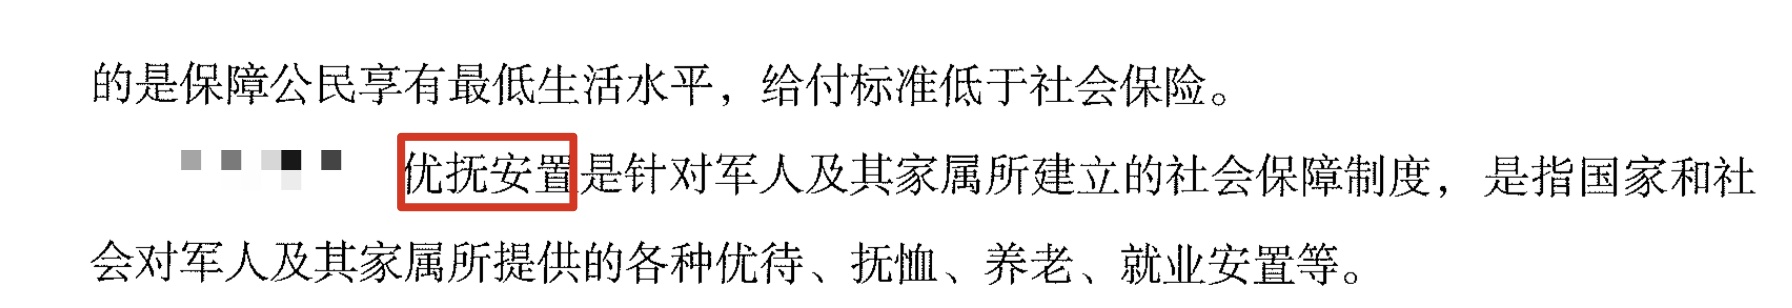 的是保障公民享有最低生活水平，给付标准低于社会保险。
优抚安置是针对军人及其家属所建立的社会保障制度，是指国家和社
会对军人及其家属所提供的各种优待、抚恤、养老、就业安置等。